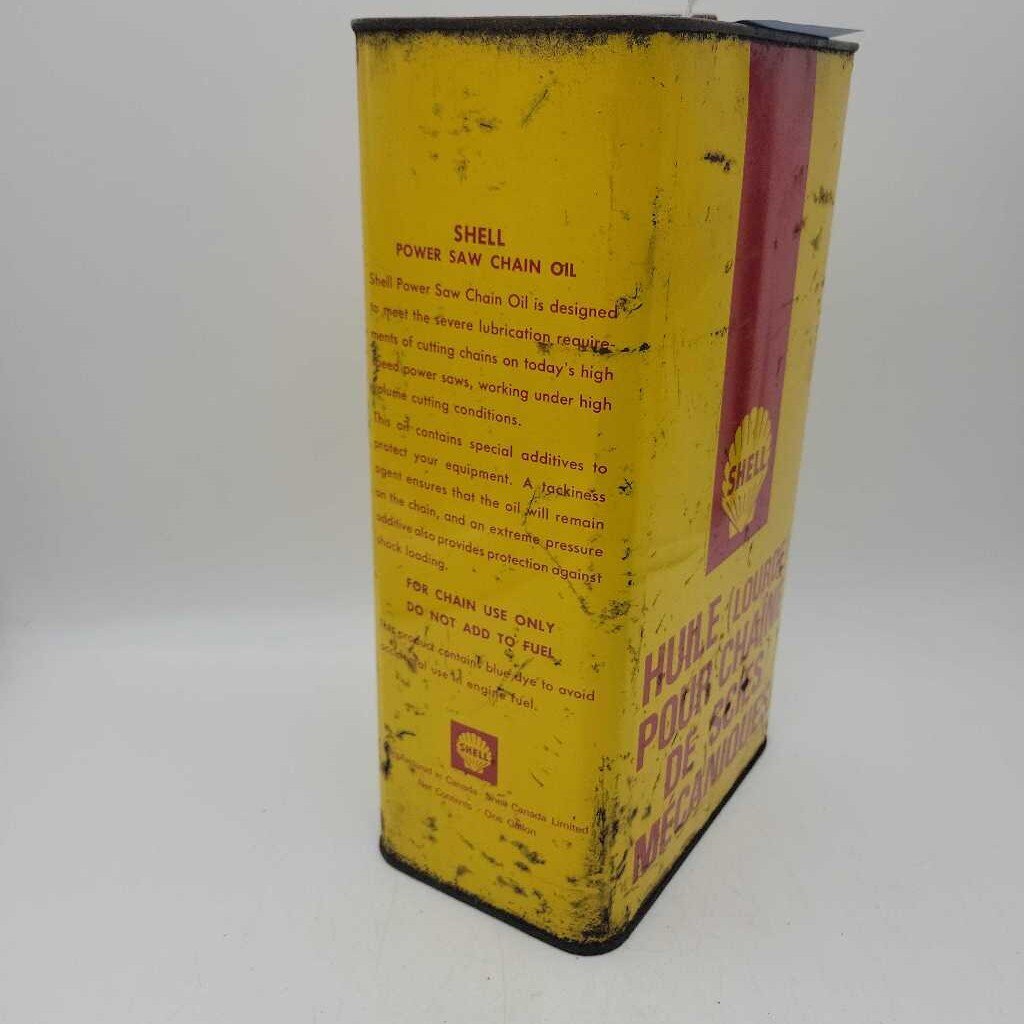 SHELL
POWER SAW CHAIN OIL
Shell Power Saw Chain Oil is designed
to meet the severe lubrication require-
ments of cutting chains on today's high
speed power saws, working under high
volume cutting conditions.
This oil contains special additives to
protect your equipment. A tackiness
agent ensures that the oil will remain
on the chain, and an extreme pressure
additive also provides protection against
shock loading.
FOR CHAIN USE ONLY
DO NOT ADD TO FUEL
This product contains blue dye to avoid
accidental use in engine fuel.
SHELL
in Canada - Shell Canada Limited
Net Contents - One Gallon
SHELL
HUILE (LOURDE)
POUR CHAINE
DE SCIES
MÉCANIQUES